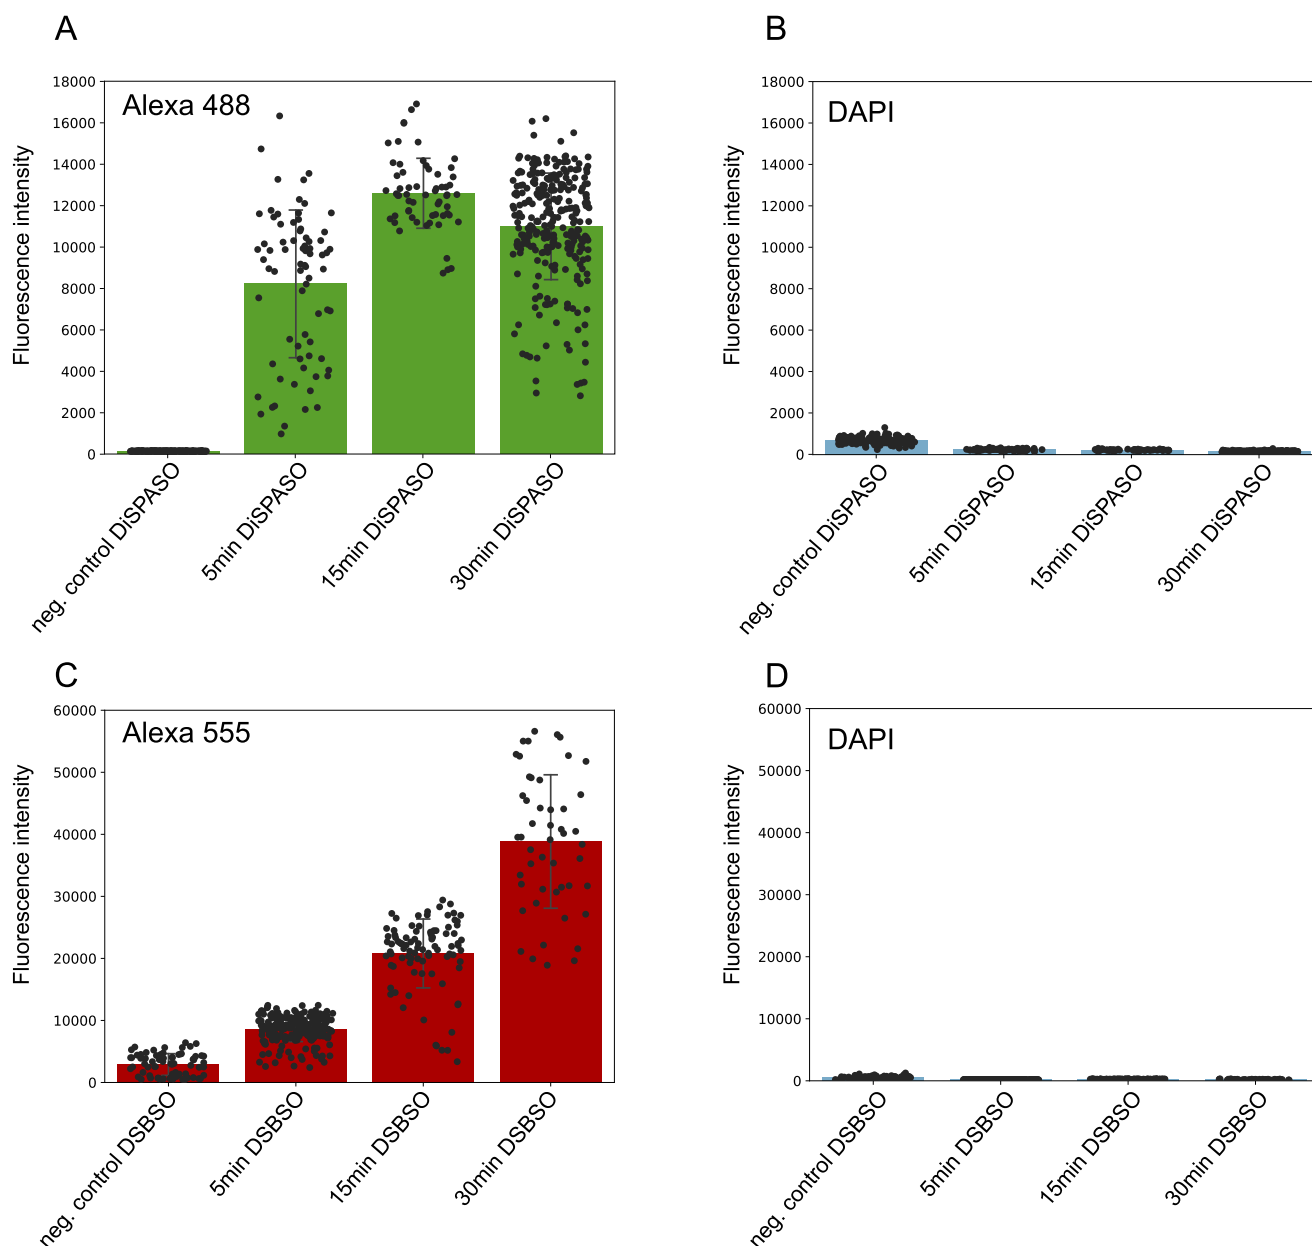 A
Alexa 488
Fluorescence intensity
18000
16000
14000
12000
10000
8000
6000
4000
2000
0
neg. control DiSPASO
5min DiSPASO
15min DiSPASO
30min DiSPASO
B
DAPI
Fluorescence intensity
18000
16000
14000
12000
10000
8000
6000
4000
2000
0
neg. control DiSPASO
5min DiSPASO
15min DiSPASO
30min DiSPASO
C
Alexa 555
Fluorescence intensity
60000
50000
40000
30000
20000
10000
0
neg. control DSBSO
5min DSBSO
15min DSBSO
30min DSBSO
D
DAPI
Fluorescence intensity
60000
50000
40000
30000
20000
10000
0
neg. control DSBSO
5min DSBSO
15min DSBSO
30min DSBSO